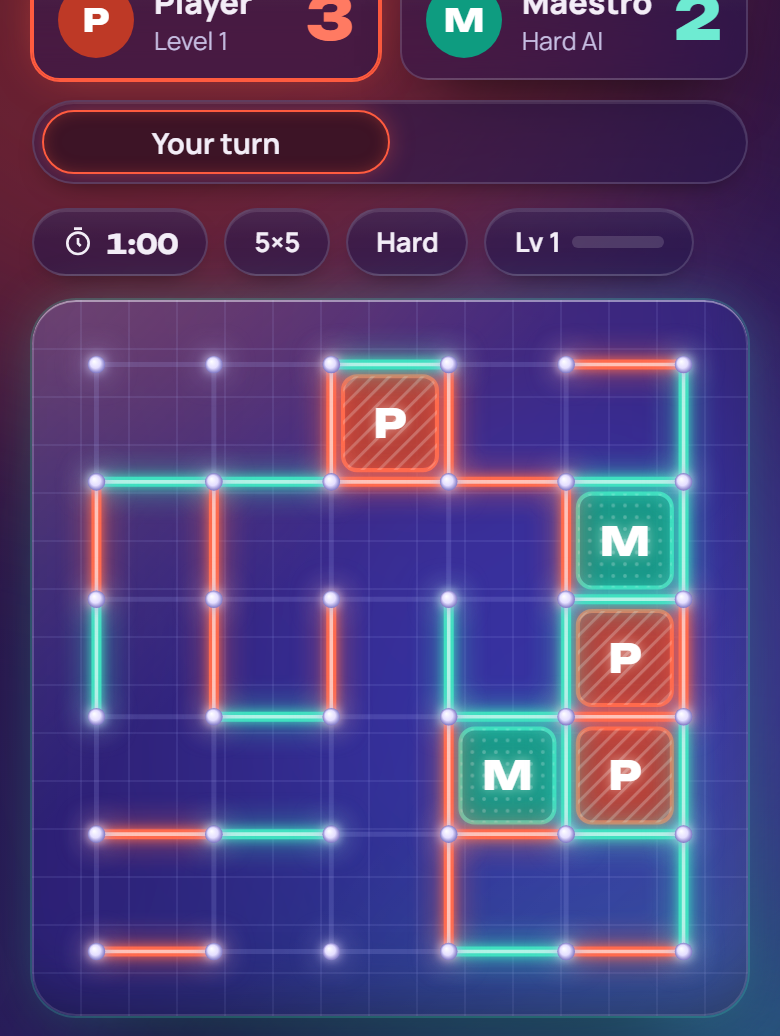 P Player 3
Level 1
M Maestro 2
Hard AI
Your turn
1:00 5×5 Hard Lv 1
P
M
P
M P